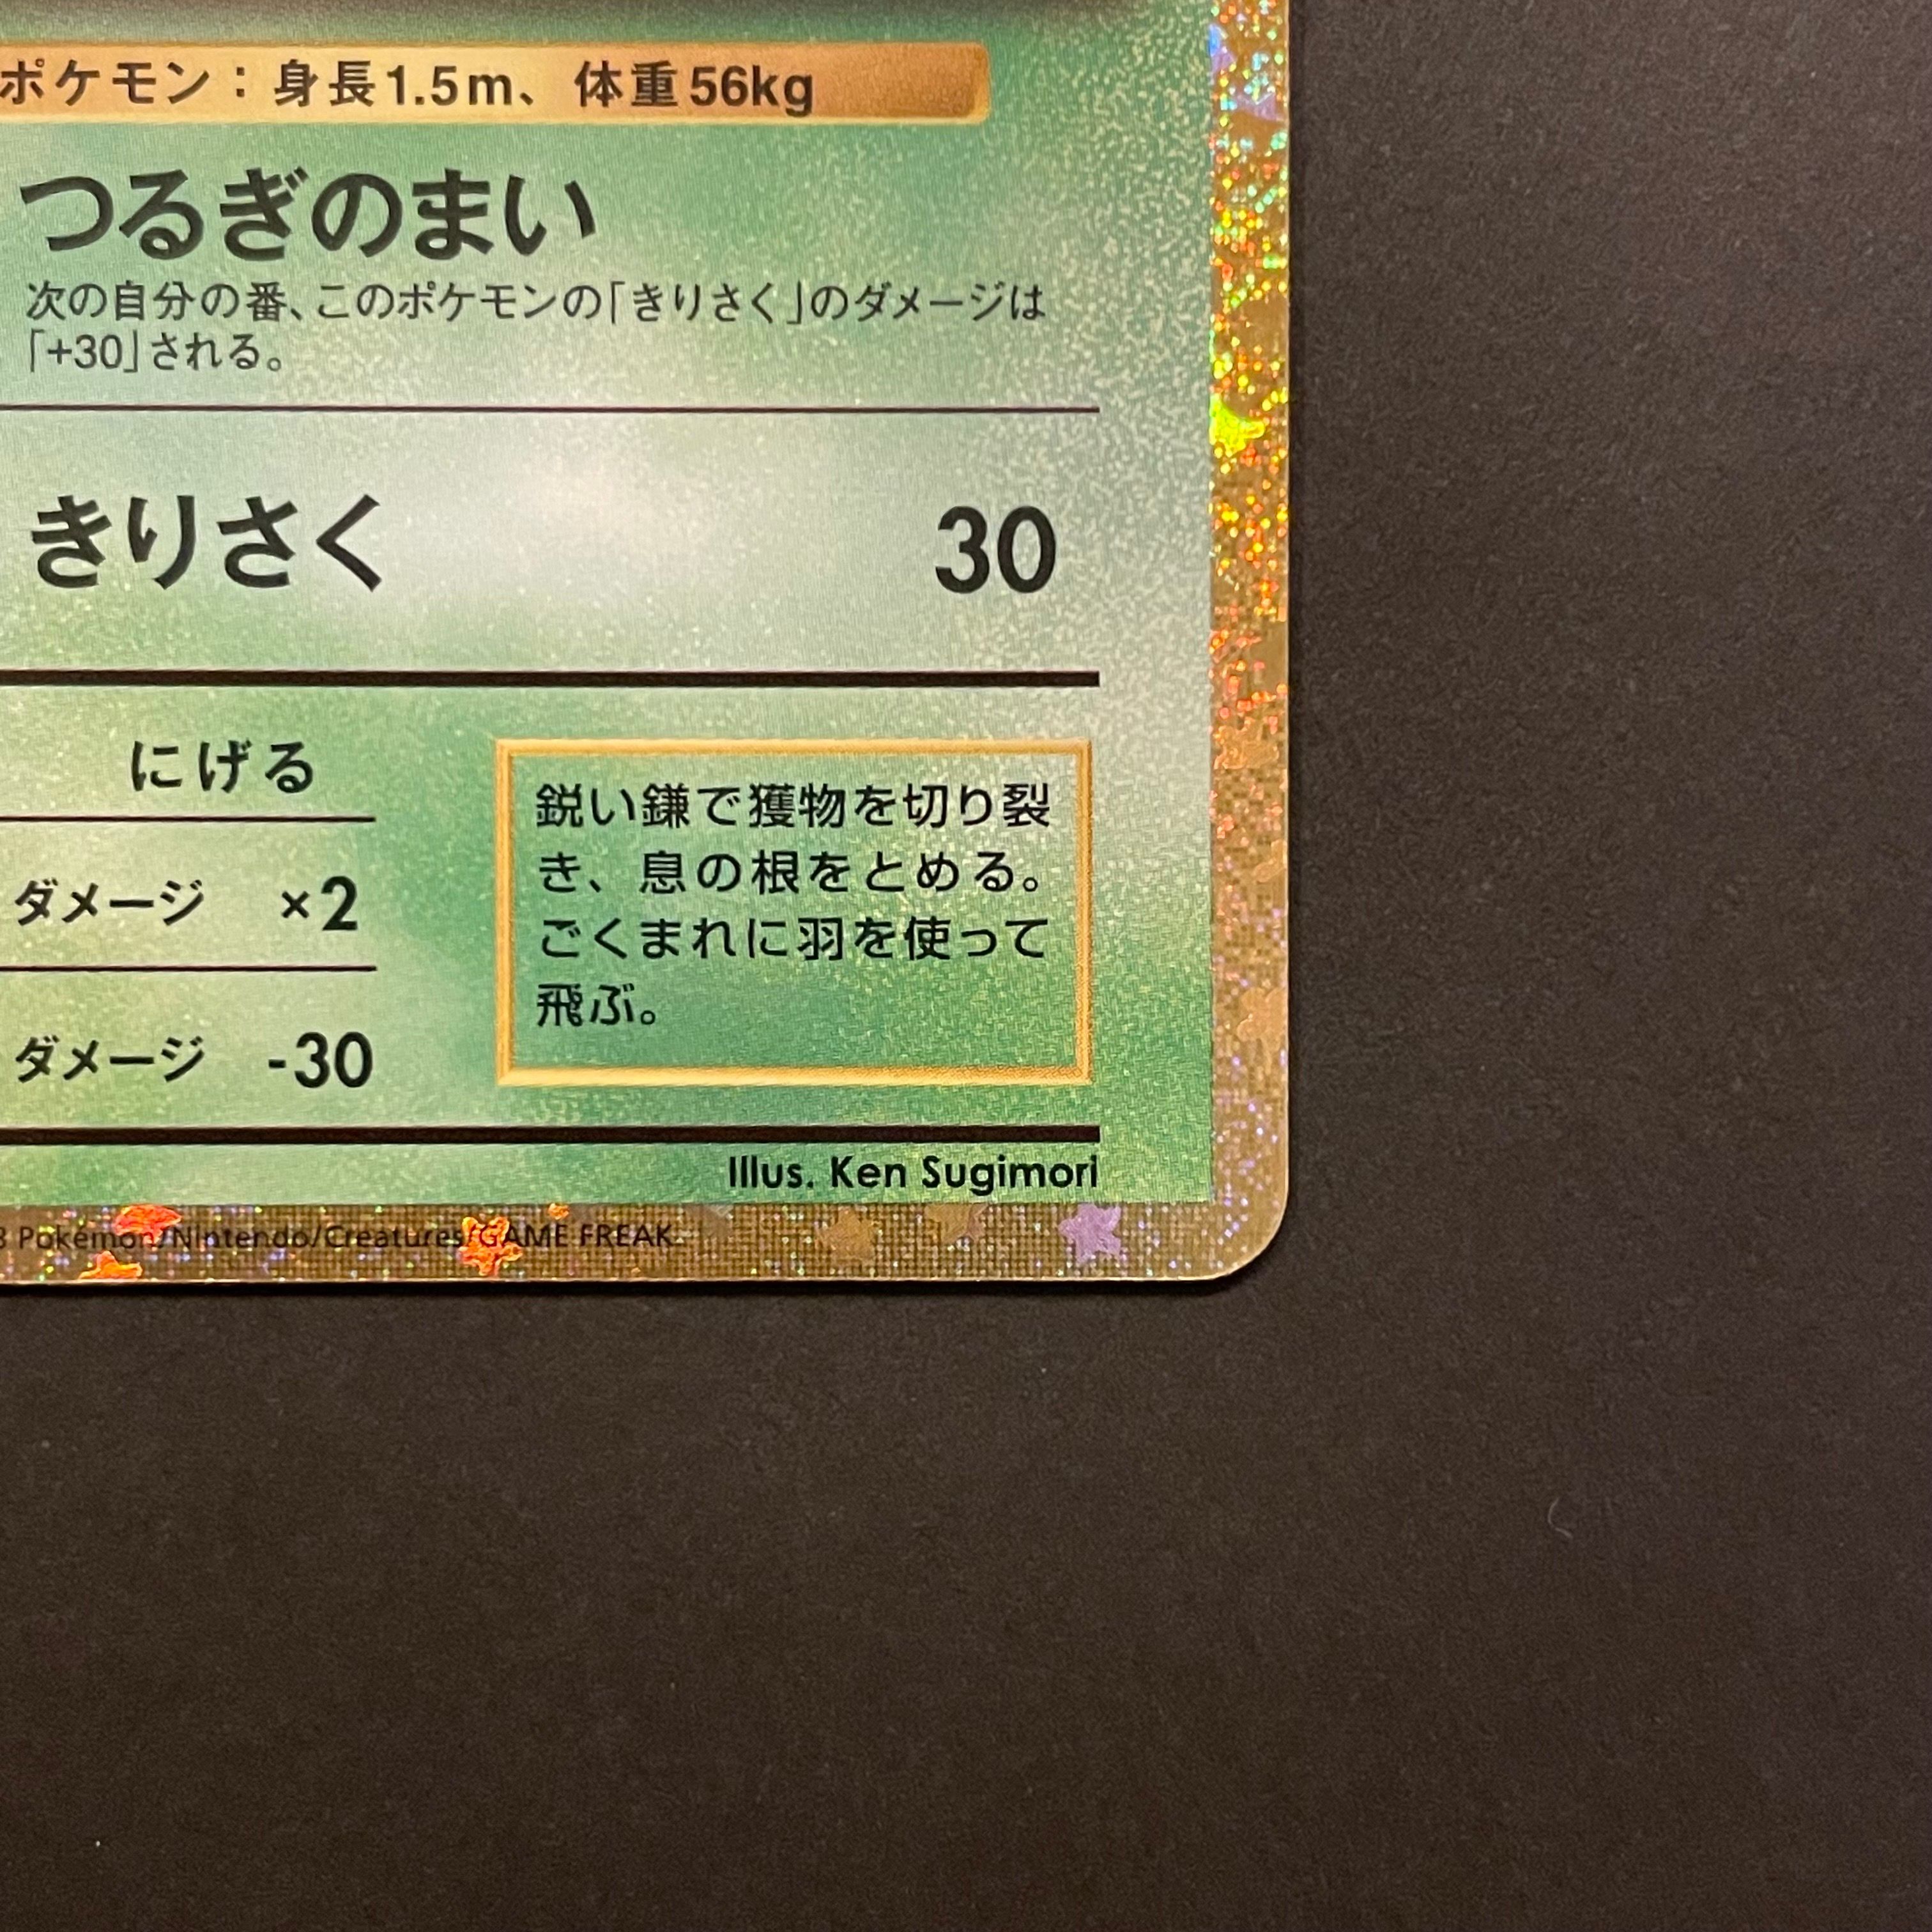 ポケモン：身長1.5m、体重56kg
つるぎのまい
次の自分の番、このポケモンの「きりさく」のダメージは
「+30」される。
きりさく 30
にげる
ダメージ ×2
ダメージ -30
鋭い鎌で獲物を切り裂
き、息の根をとめる。
ごくまれに羽を使って
飛ぶ。
Illus. Ken Sugimori
3 Pokémon/Nintendo/Creatures/GAME FREAK